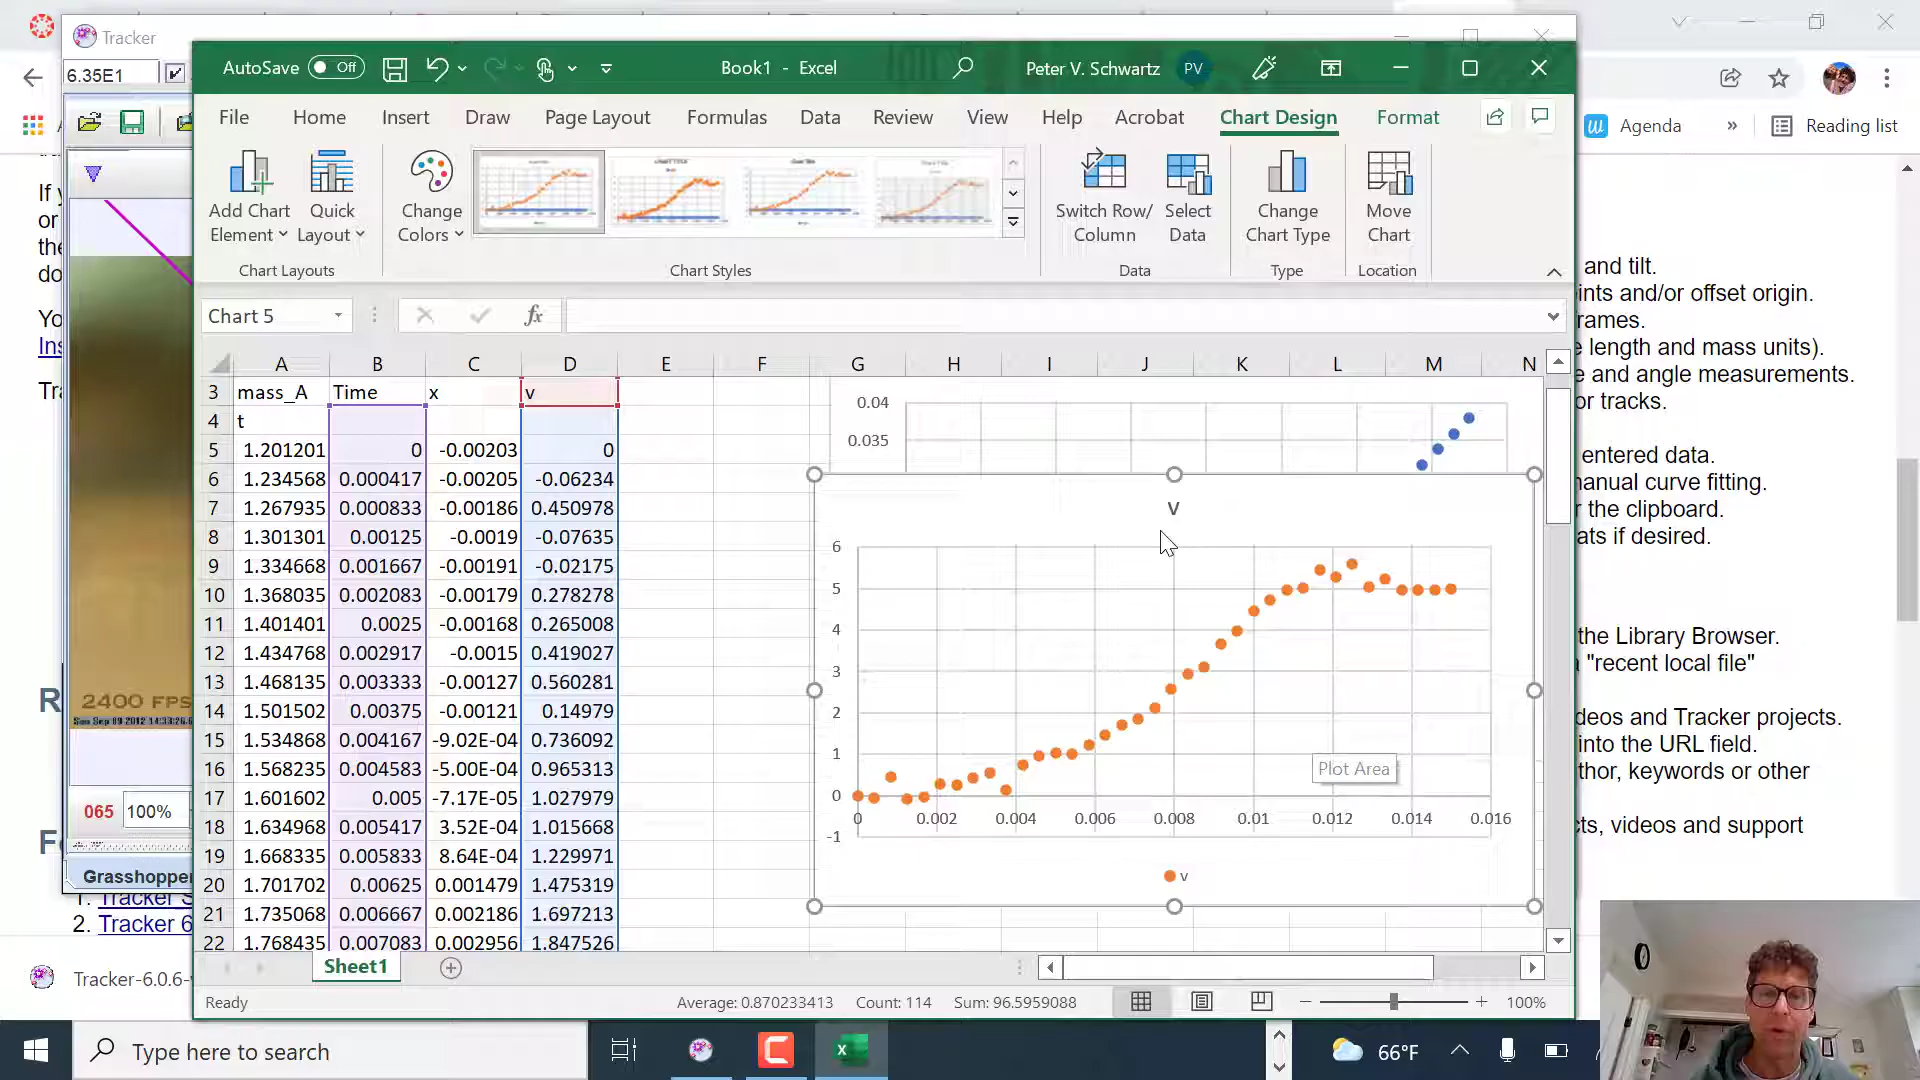 Tracker
6.35E1
AutoSave Off Book1 - Excel Peter V. Schwartz PV
File Home Insert Draw Page Layout Formulas Data Review View Help Acrobat Chart Design Format
Agenda » Reading list
Add Chart Element Quick Layout Change Colors Switch Row/ Column Select Data Change Chart Type Move Chart
Chart Layouts Chart Styles Data Type Location
Chart 5 fx
A B C D E F G H I J K L M N
3 mass_A Time x v
4 t
5 1.201201 0 -0.00203 0
6 1.234568 0.000417 -0.00205 -0.06234
7 1.267935 0.000833 -0.00186 0.450978
8 1.301301 0.00125 -0.0019 -0.07635
9 1.334668 0.001667 -0.00191 -0.02175
10 1.368035 0.002083 -0.00179 0.278278
11 1.401401 0.0025 -0.00168 0.265008
12 1.434768 0.002917 -0.0015 0.419027
13 1.468135 0.003333 -0.00127 0.560281
14 1.501502 0.00375 -0.00121 0.14979
15 1.534868 0.004167 -9.02E-04 0.736092
16 1.568235 0.004583 -5.00E-04 0.965313
17 1.601602 0.005 -7.17E-05 1.027979
18 1.634968 0.005417 3.52E-04 1.015668
19 1.668335 0.005833 8.64E-04 1.229971
20 1.701702 0.00625 0.001479 1.475319
21 1.735068 0.006667 0.002186 1.697213
22 1.768435 0.007083 0.002956 1.847526
0.04
0.035
v
6
5
4
3
2
1
0
-1
0 0.002 0.004 0.006 0.008 0.01 0.012 0.014 0.016
Plot Area
v
Sheet1
Ready Average: 0.870233413 Count: 114 Sum: 96.5959088 100%
If
or
do
2400 FPS
065 100%
Grasshopper
2. Tracker 6
Tracker-6.0.6-
and tilt.
ints and/or offset origin.
rames.
e length and mass units).
e and angle measurements.
or tracks.
entered data.
nanual curve fitting.
r the clipboard.
ats if desired.
the Library Browser.
a "recent local file"
deos and Tracker projects.
into the URL field.
thor, keywords or other
cts, videos and support
Type here to search
66°F